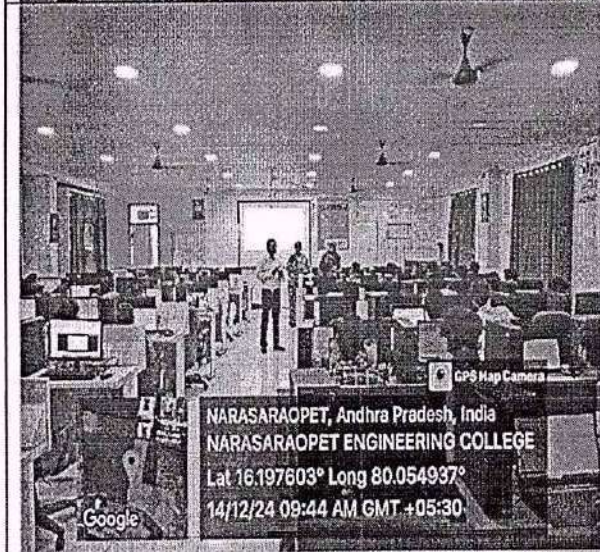 GPS Map Camera
NARASARAOPET, Andhra Pradesh, India
NARASARAOPET ENGINEERING COLLEGE
Lat 16.197603° Long 80.054937°
14/12/24 09:44 AM GMT +05:30
Google